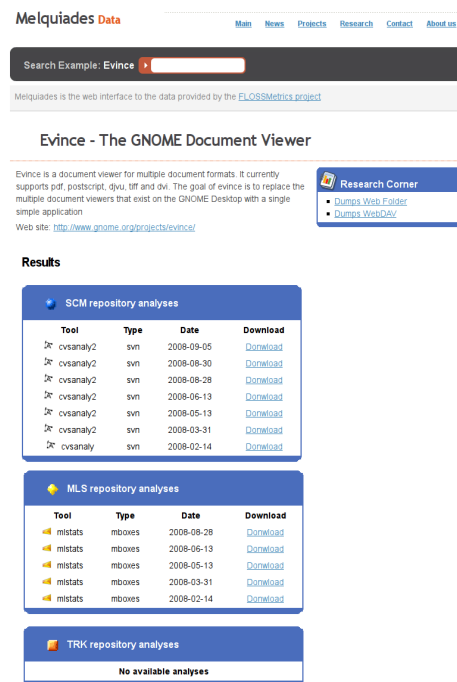 Melquiades Data
Main News Projects Research Contact About us
Search Example: Evince
Melquiades is the web interface to the data provided by the FLOSSMetrics project
Evince - The GNOME Document Viewer
Evince is a document viewer for multiple document formats. It currently
supports pdf, postscript, djvu, tiff and dvi. The goal of evince is to replace the
multiple document viewers that exist on the GNOME Desktop with a single
simple application
Web site: http://www.gnome.org/projects/evince/
Research Corner
Dumps Web Folder
Dumps WebDAV
Results
SCM repository analyses
Tool Type Date Download
cvsanaly2 svn 2008-09-05 Donwload
cvsanaly2 svn 2008-08-30 Donwload
cvsanaly2 svn 2008-08-28 Donwload
cvsanaly2 svn 2008-06-13 Donwload
cvsanaly2 svn 2008-05-13 Donwload
cvsanaly2 svn 2008-03-31 Donwload
cvsanaly svn 2008-02-14 Donwload
MLS repository analyses
Tool Type Date Download
mlstats mboxes 2008-08-28 Donwload
mlstats mboxes 2008-06-13 Donwload
mlstats mboxes 2008-05-13 Donwload
mlstats mboxes 2008-03-31 Donwload
mlstats mboxes 2008-02-14 Donwload
TRK repository analyses
No available analyses